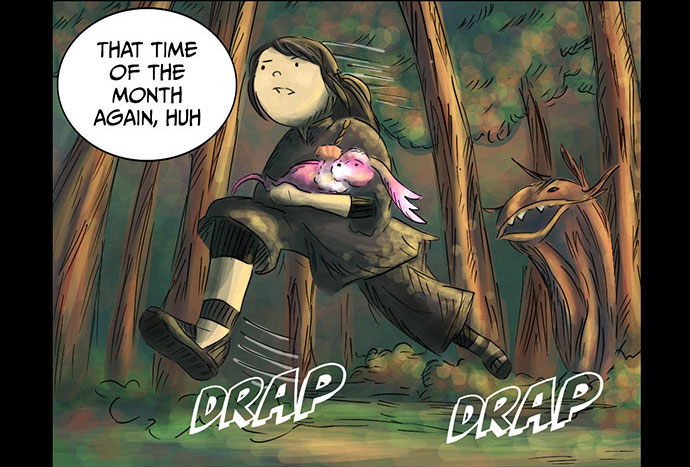 THAT TIME
OF THE
MONTH
AGAIN, HUH
DRAP
DRAP